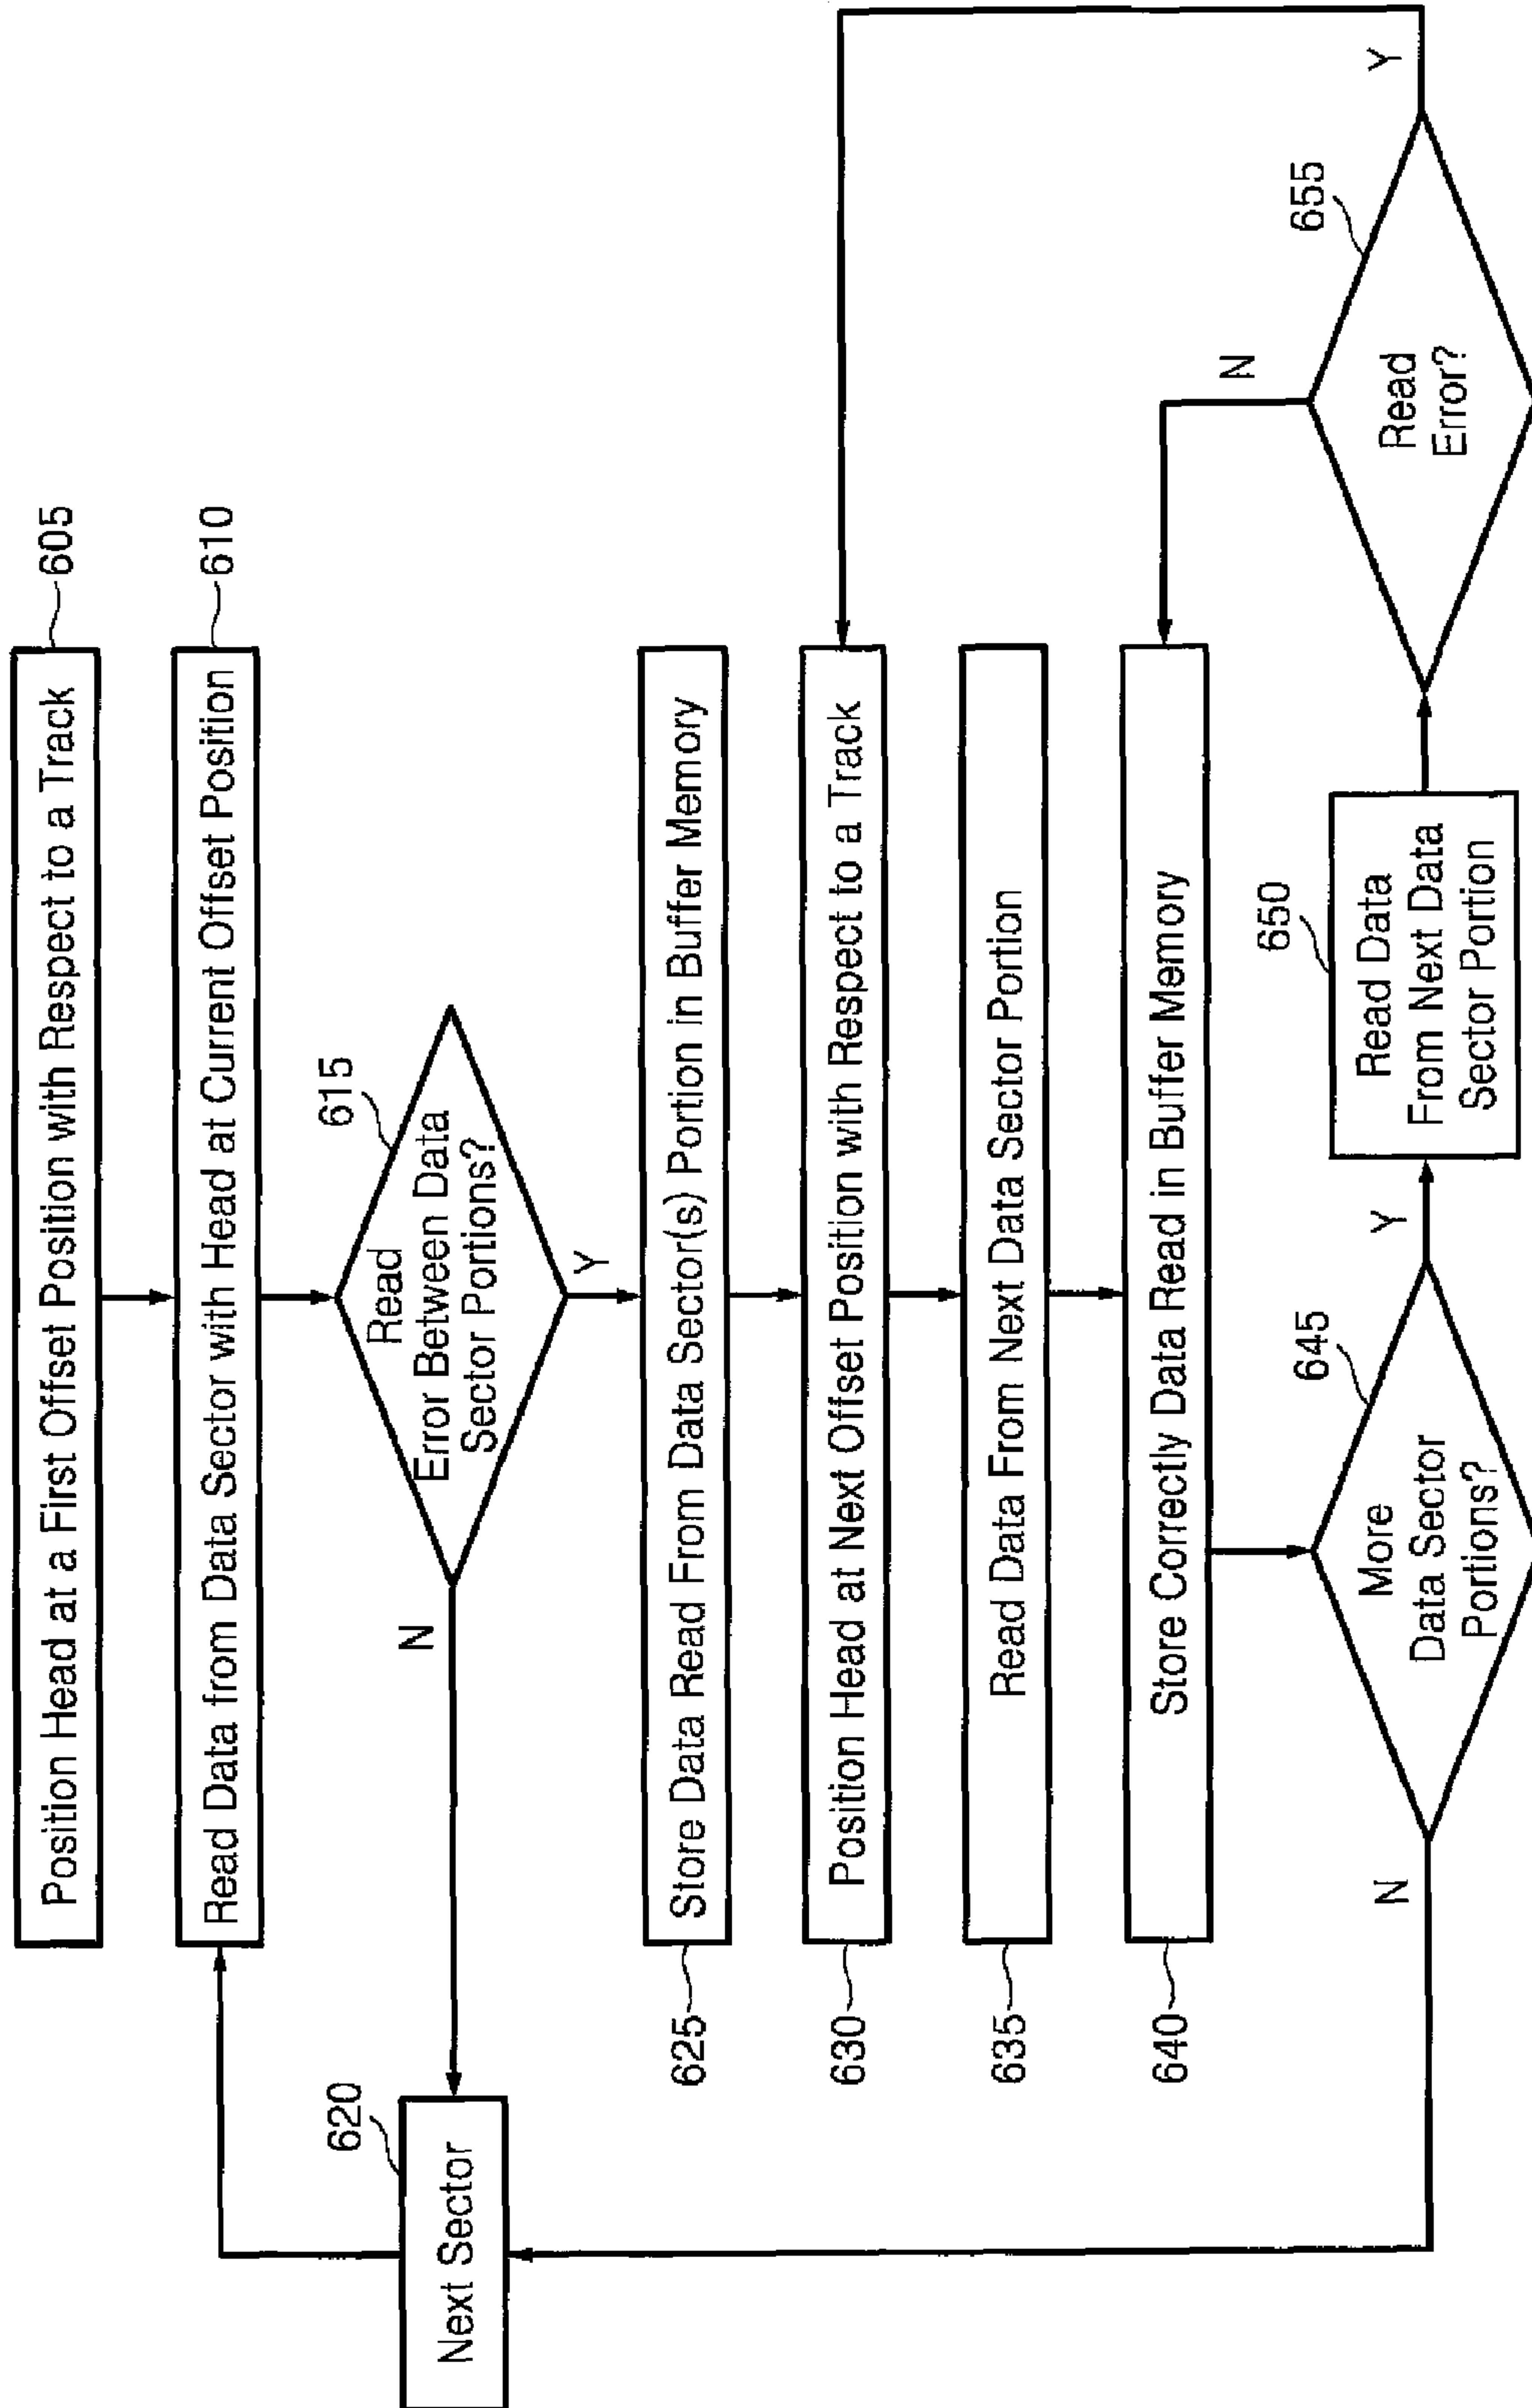 Position Head at a First Offset Position with Respect to a Track
605
Read Data from Data Sector with Head at Current Offset Position
610
615
Read
Error Between Data
Sector Portions?
N
Y
620
Next Sector
Store Data Read From Data Sector(s) Portion in Buffer Memory
625
Position Head at Next Offset Position with Respect to a Track
630
Read Data From Next Data Sector Portion
635
Store Correctly Data Read in Buffer Memory
640
645
More
Data Sector
Portions?
N
Y
650
Read Data
From Next Data
Sector Portion
655
Read
Error?
N
Y